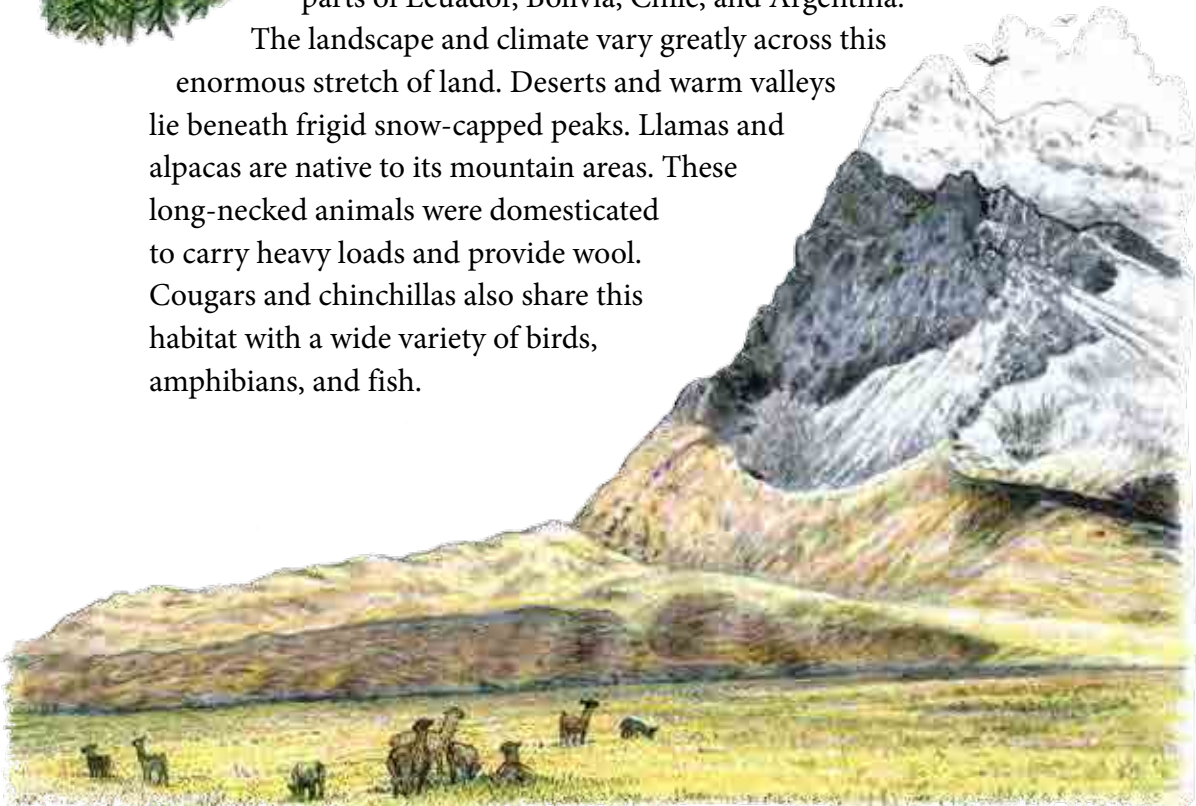 parts of Ecuador, Bolivia, Chile, and Argentina.
The landscape and climate vary greatly across this
enormous stretch of land. Deserts and warm valleys
lie beneath frigid snow-capped peaks. Llamas and
alpacas are native to its mountain areas. These
long-necked animals were domesticated
to carry heavy loads and provide wool.
Cougars and chinchillas also share this
habitat with a wide variety of birds,
amphibians, and fish.